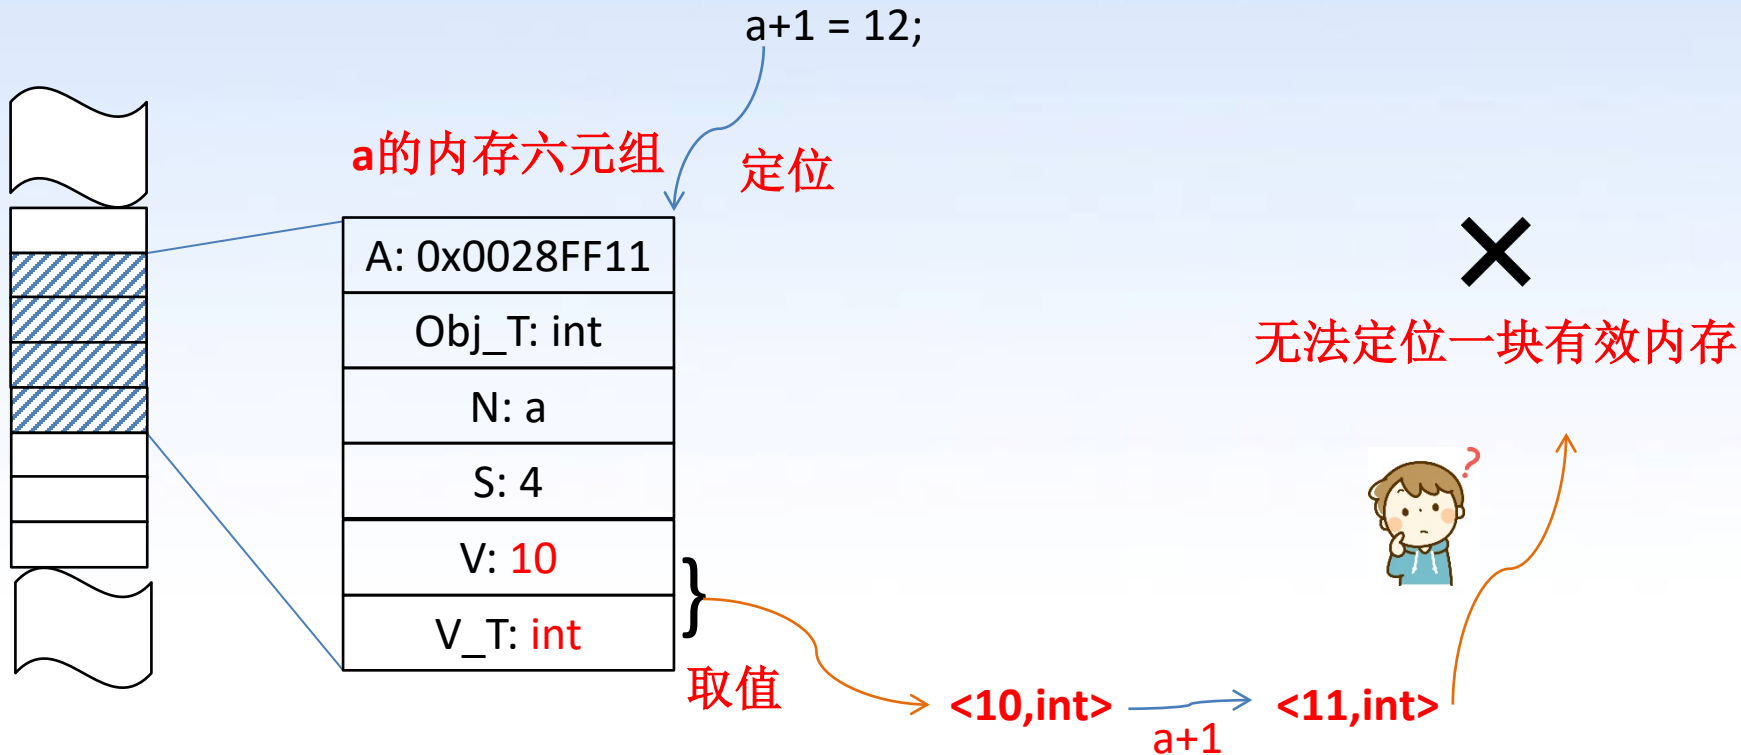 a+1 = 12;
a的内存六元组
定位
A: 0x0028FF11
Obj_T: int
N: a
S: 4
V: 10
V_T: int
}
取值
<10,int>
a+1
<11,int>
?
无法定位一块有效内存